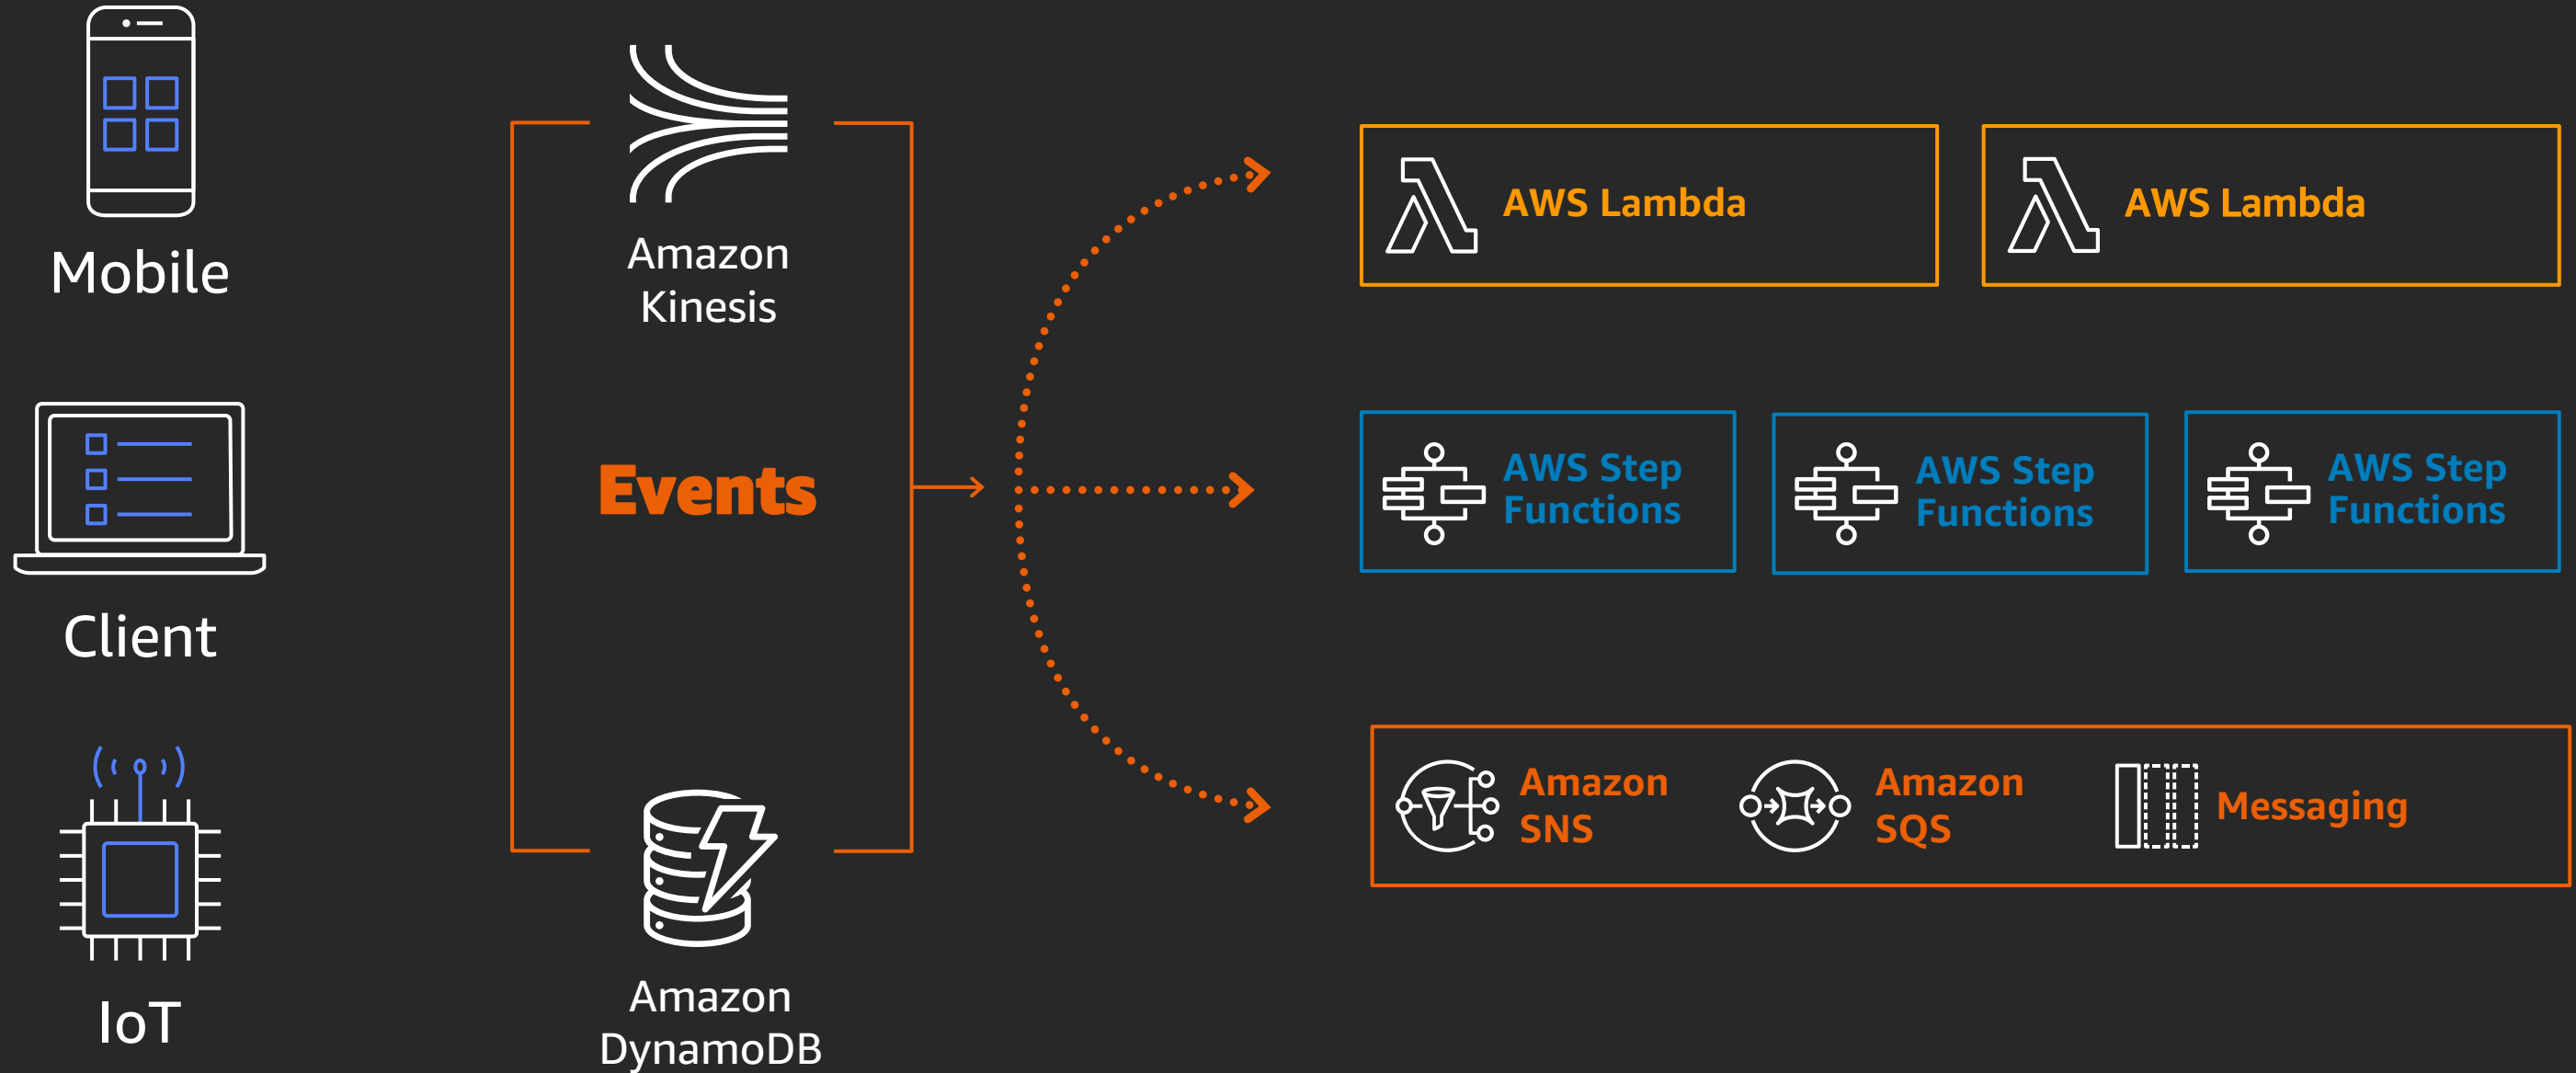 Mobile
Client
IoT
Amazon
Kinesis
Events
Amazon
DynamoDB
AWS Lambda
AWS Lambda
AWS Step
Functions
AWS Step
Functions
AWS Step
Functions
Amazon
SNS
Amazon
SQS
Messaging